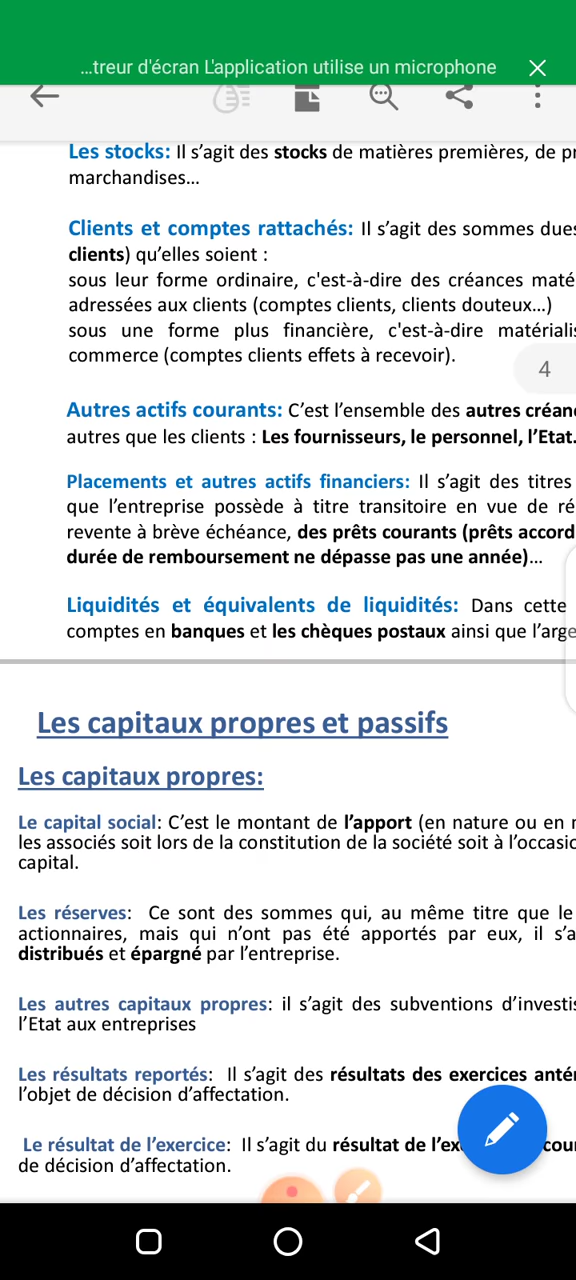 ...treur d'écran L'application utilise un microphone
Les stocks: Il s'agit des stocks de matières premières, de
marchandises...
Clients et comptes rattachés: Il s'agit des sommes dues
clients) qu'elles soient :
sous leur forme ordinaire, c'est-à-dire des créances
adressées aux clients (comptes clients, clients douteux...)
sous une forme plus financière, c'est-à-dire
commerce (comptes clients effets à recevoir).
4
Autres actifs courants: C'est l'ensemble des autres
autres que les clients : Les fournisseurs, le personnel, l'Etat.
Placements et autres actifs financiers: Il s'agit des titres
que l'entreprise possède à titre transitoire en vue de
revente à brève échéance, des prêts courants (prêts
durée de remboursement ne dépasse pas une année)...
Liquidités et équivalents de liquidités: Dans cette
comptes en banques et les chèques postaux ainsi que
Les capitaux propres et passifs
Les capitaux propres:
Le capital social: C'est le montant de l'apport (en nature ou en
les associés soit lors de la constitution de la société soit à
capital.
Les réserves: Ce sont des sommes qui, au même titre que le
actionnaires, mais qui n'ont pas été apportés par eux, il
distribués et épargné par l'entreprise.
Les autres capitaux propres: il s'agit des subventions
l'Etat aux entreprises
Les résultats reportés: Il s'agit des résultats des exercices
l'objet de décision d'affectation.
Le résultat de l'exercice: Il s'agit du résultat de
de décision d'affectation.